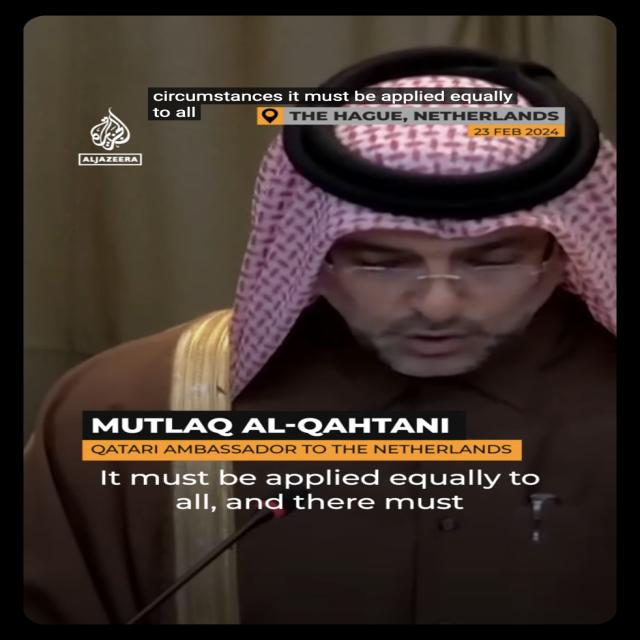 circumstances it must be applied equally
to all
THE HAGUE, NETHERLANDS
23 FEB 2024
ALJAZEERA
MUTLAQ AL-QAHTANI
QATARI AMBASSADOR TO THE NETHERLANDS
It must be applied equally to
all, and there must